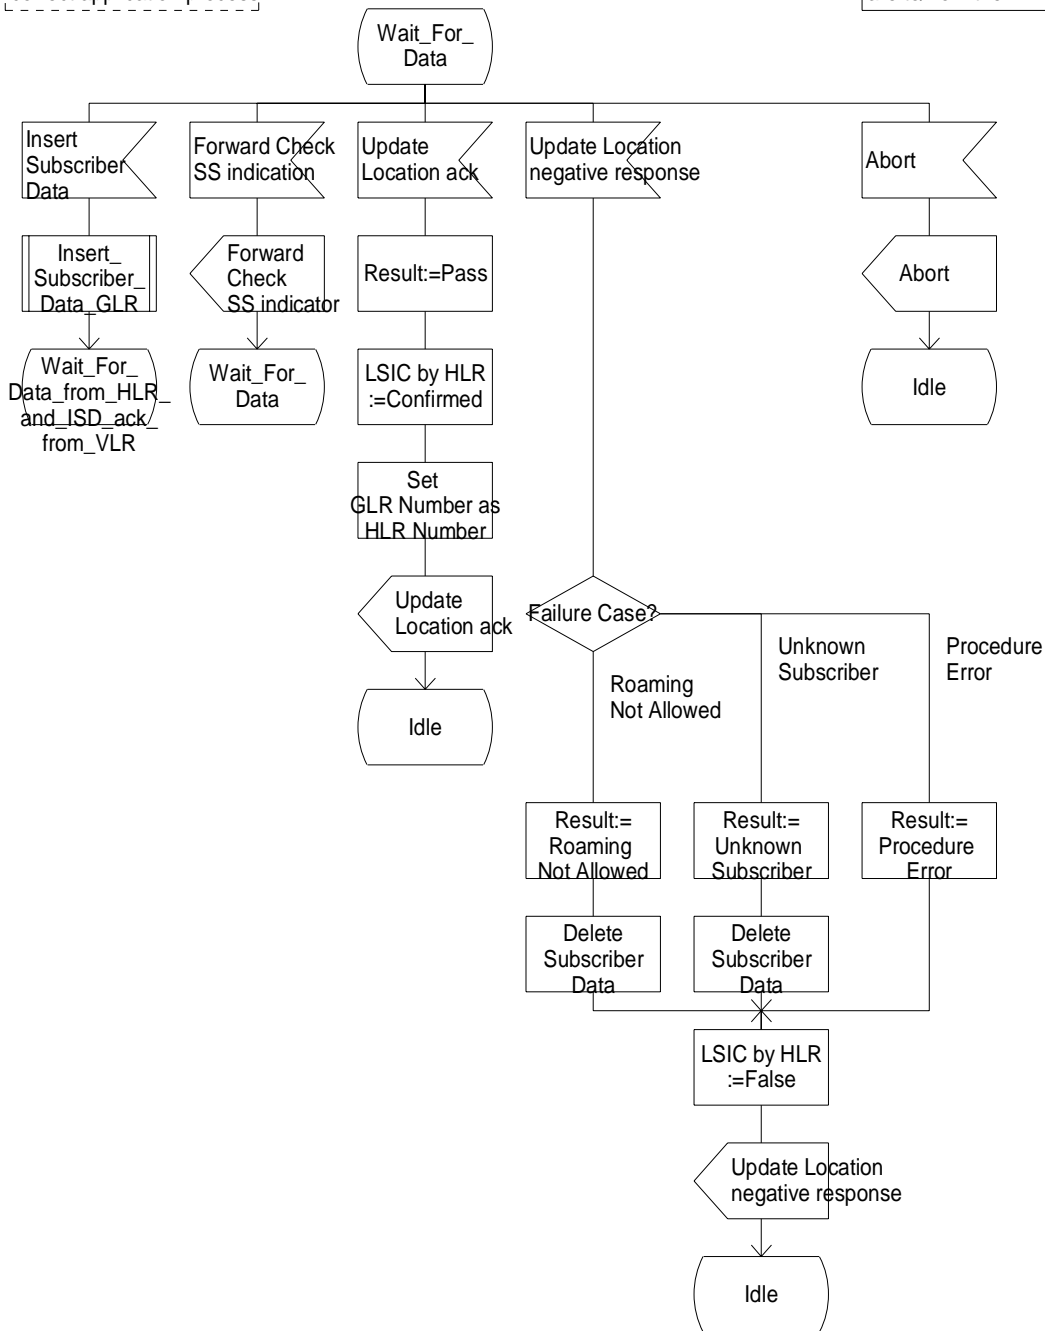 Wait_For_
Data
Insert
Subscriber
Data
Forward Check
SS indication
Update
Location ack
Update Location
negative response
Abort
Insert_
Subscriber_
Data_GLR
Forward
Check
SS indicator
Result:=Pass
Abort
Wait_For_
Data_from_HLR_
and_ISD_ack_
from_VLR
Wait_For_
Data
LSIC by HLR
:=Confirmed
Idle
Set
GLR Number as
HLR Number
Update
Location ack
Failure Case?
Unknown
Subscriber
Procedure
Error
Roaming
Not Allowed
Idle
Result:=
Roaming
Not Allowed
Result:=
Unknown
Subscriber
Result:=
Procedure
Error
Delete
Subscriber
Data
Delete
Subscriber
Data
LSIC by HLR
:=False
Update Location
negative response
Idle